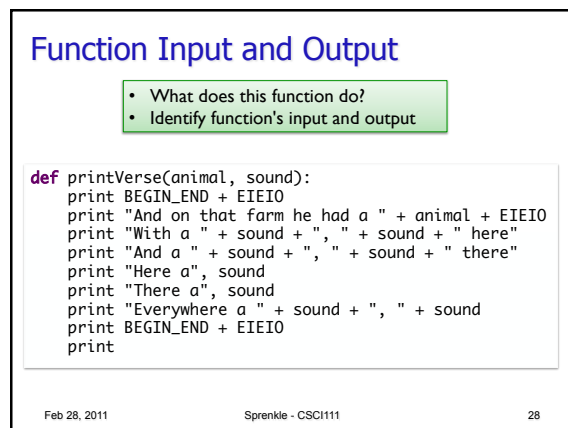 Function Input and Output
• What does this function do?
• Identify function's input and output
def printVerse(animal, sound):
    print BEGIN_END + EIEIO
    print "And on that farm he had a " + animal + EIEIO
    print "With a " + sound + ", " + sound + " here"
    print "And a " + sound + ", " + sound + " there"
    print "Here a", sound
    print "There a", sound
    print "Everywhere a " + sound + ", " + sound
    print BEGIN_END + EIEIO
    print
Feb 28, 2011 Sprenkle - CSCI111 28